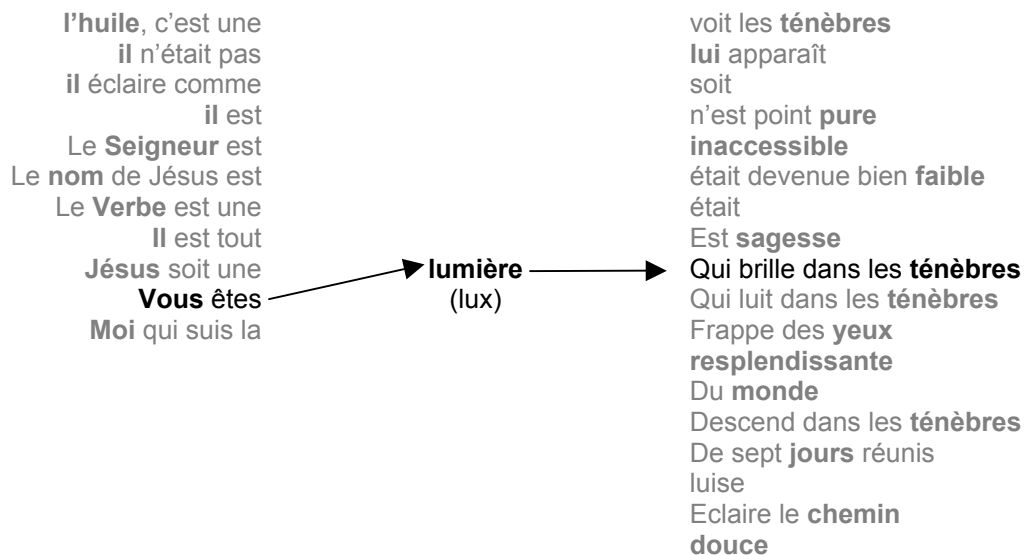 l'huile, c'est une
il n'était pas
il éclaire comme
il est
Le Seigneur est
Le nom de Jésus est
Le Verbe est une
Il est tout
Jésus soit une
Vous êtes
Moi qui suis la
lumière
(lux)
voit les ténèbres
lui apparaît
soit
n'est point pure
inaccessible
était devenue bien faible
était
Est sagesse
Qui brille dans les ténèbres
Qui luit dans les ténèbres
Frappe des yeux
resplendissante
Du monde
Descend dans les ténèbres
De sept jours réunis
luise
Eclaire le chemin
douce